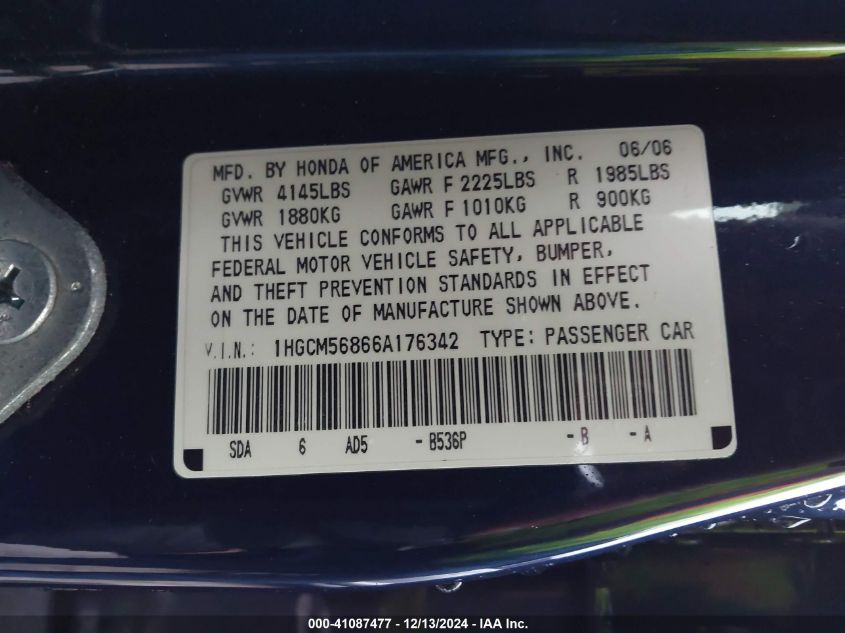 MFD. BY HONDA OF AMERICA MFG., INC. 06/06
GVWR 4145LBS GAWR F 2225LBS R 1985LBS
GVWR 1880KG GAWR F 1010KG R 900KG
THIS VEHICLE CONFORMS TO ALL APPLICABLE
FEDERAL MOTOR VEHICLE SAFETY, BUMPER,
AND THEFT PREVENTION STANDARDS IN EFFECT
ON THE DATE OF MANUFACTURE SHOWN ABOVE.
V.I.N.: 1HGCM56866A176342 TYPE: PASSENGER CAR
SDA 6 AD5 -B536P -B -A
000-41087477 - 12/13/2024 - IAA Inc.